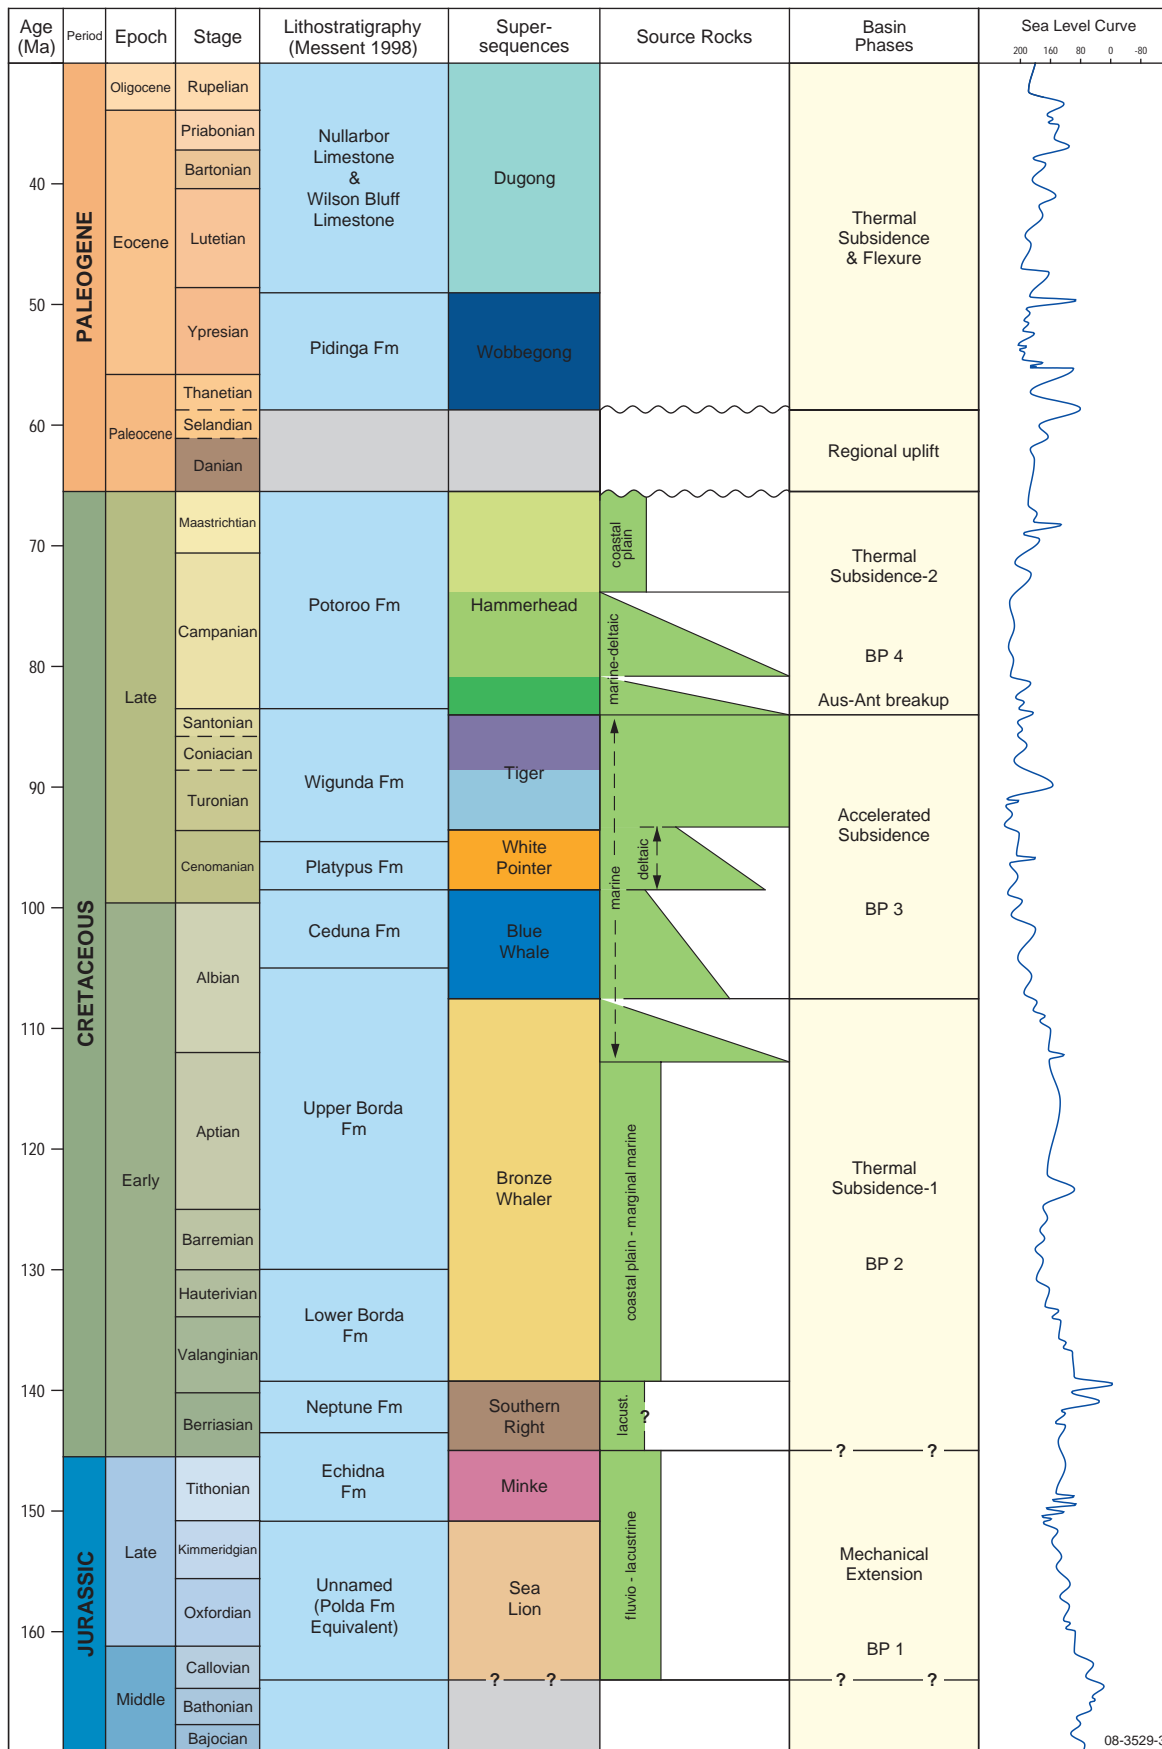 Age
(Ma)
Period
Epoch
Stage
Lithostratigraphy
(Messent 1998)
Super-
sequences
Source Rocks
Basin
Phases
Sea Level Curve
200 160 80 0 -80
40
50
60
70
80
90
100
110
120
130
140
150
160
PALEOGENE
CRETACEOUS
JURASSIC
Oligocene
Eocene
Paleocene
Late
Early
Late
Middle
Rupelian
Priabonian
Bartonian
Lutetian
Ypresian
Thanetian
Selandian
Danian
Maastrichtian
Campanian
Santonian
Coniacian
Turonian
Cenomanian
Albian
Aptian
Barremian
Hauterivian
Valanginian
Berriasian
Tithonian
Kimmeridgian
Oxfordian
Callovian
Bathonian
Bajocian
Nullarbor
Limestone
&
Wilson Bluff
Limestone
Pidinga Fm
Potoroo Fm
Wigunda Fm
Platypus Fm
Ceduna Fm
Upper Borda
Fm
Lower Borda
Fm
Neptune Fm
Echidna
Fm
Unnamed
(Polda Fm
Equivalent)
Dugong
Wobbegong
Hammerhead
Tiger
White
Pointer
Blue
Whale
Bronze
Whaler
Southern
Right
Minke
Sea
Lion
? ?
coastal
plain
marine-deltaic
marine
deltaic
coastal plain - marginal marine
lacust.
?
fluvio - lacustrine
Thermal
Subsidence
& Flexure
Regional uplift
Thermal
Subsidence-2
BP 4
Aus-Ant breakup
Accelerated
Subsidence
BP 3
Thermal
Subsidence-1
BP 2
? ?
Mechanical
Extension
BP 1
? ?
08-3529-3